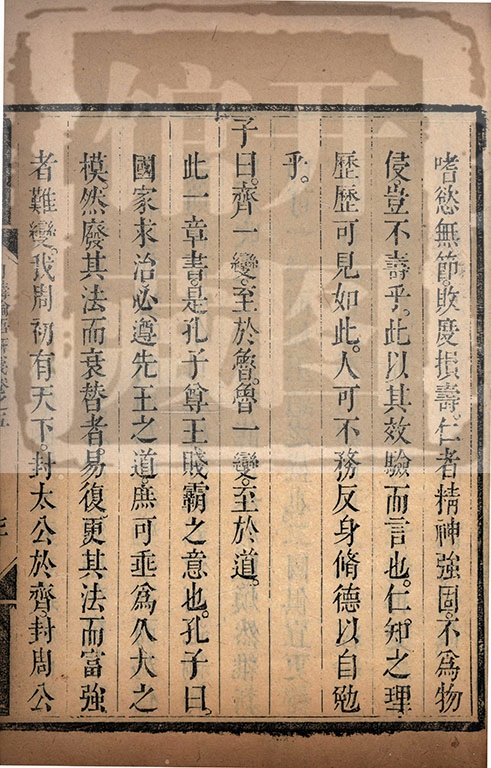 嗜慾無節。敗度損壽。仁者精神強固。不爲物
侵。豈不壽乎。此以其效驗而言也。仁知之理
歷歷可見如此。人可不務反身脩德以自勉
乎。
子曰。齊一變。至於魯。魯一變。至於道。
此一章書。是孔子尊王賤霸之意也。孔子曰。
國家求治。必遵先王之道。庶可垂爲久大之
模。然廢其法而衰替者。易復。更其法而富強
者。難變。我周初有天下。封太公於齊。封周公